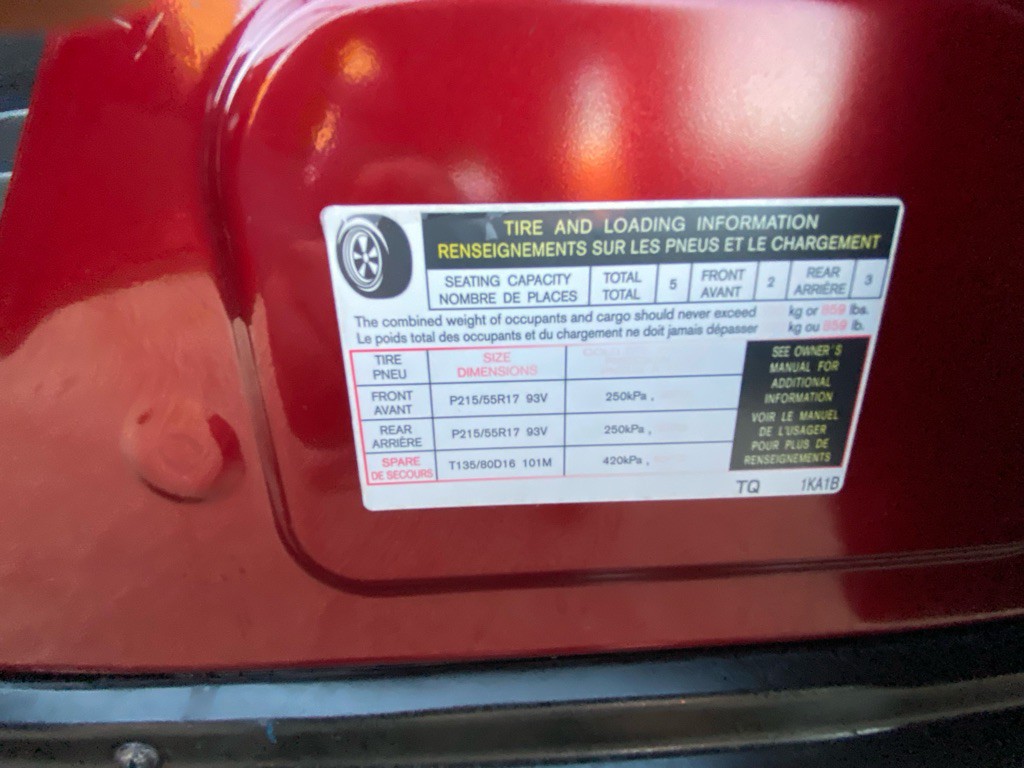 TIRE AND LOADING INFORMATION
RENSEIGNEMENTS SUR LES PNEUS ET LE CHARGEMENT
SEATING CAPACITY TOTAL 5 FRONT 2 REAR 3
NOMBRE DE PLACES TOTAL AVANT ARRIÈRE
The combined weight of occupants and cargo should never exceed kg or lbs.
Le poids total des occupants et du chargement ne doit jamais dépasser kg ou lb.
TIRE SIZE
PNEU DIMENSIONS
FRONT
AVANT
P215/55R17 93V 250kPa ,
REAR
ARRIÈRE
P215/55R17 93V 250kPa ,
SPARE
DE SECOURS
T135/80D16 101M 420kPa ,
SEE OWNER'S
MANUAL FOR
ADDITIONAL
INFORMATION
VOIR LE MANUEL
DE L'USAGER
POUR PLUS DE
RENSEIGNEMENTS
TQ 1KA1B